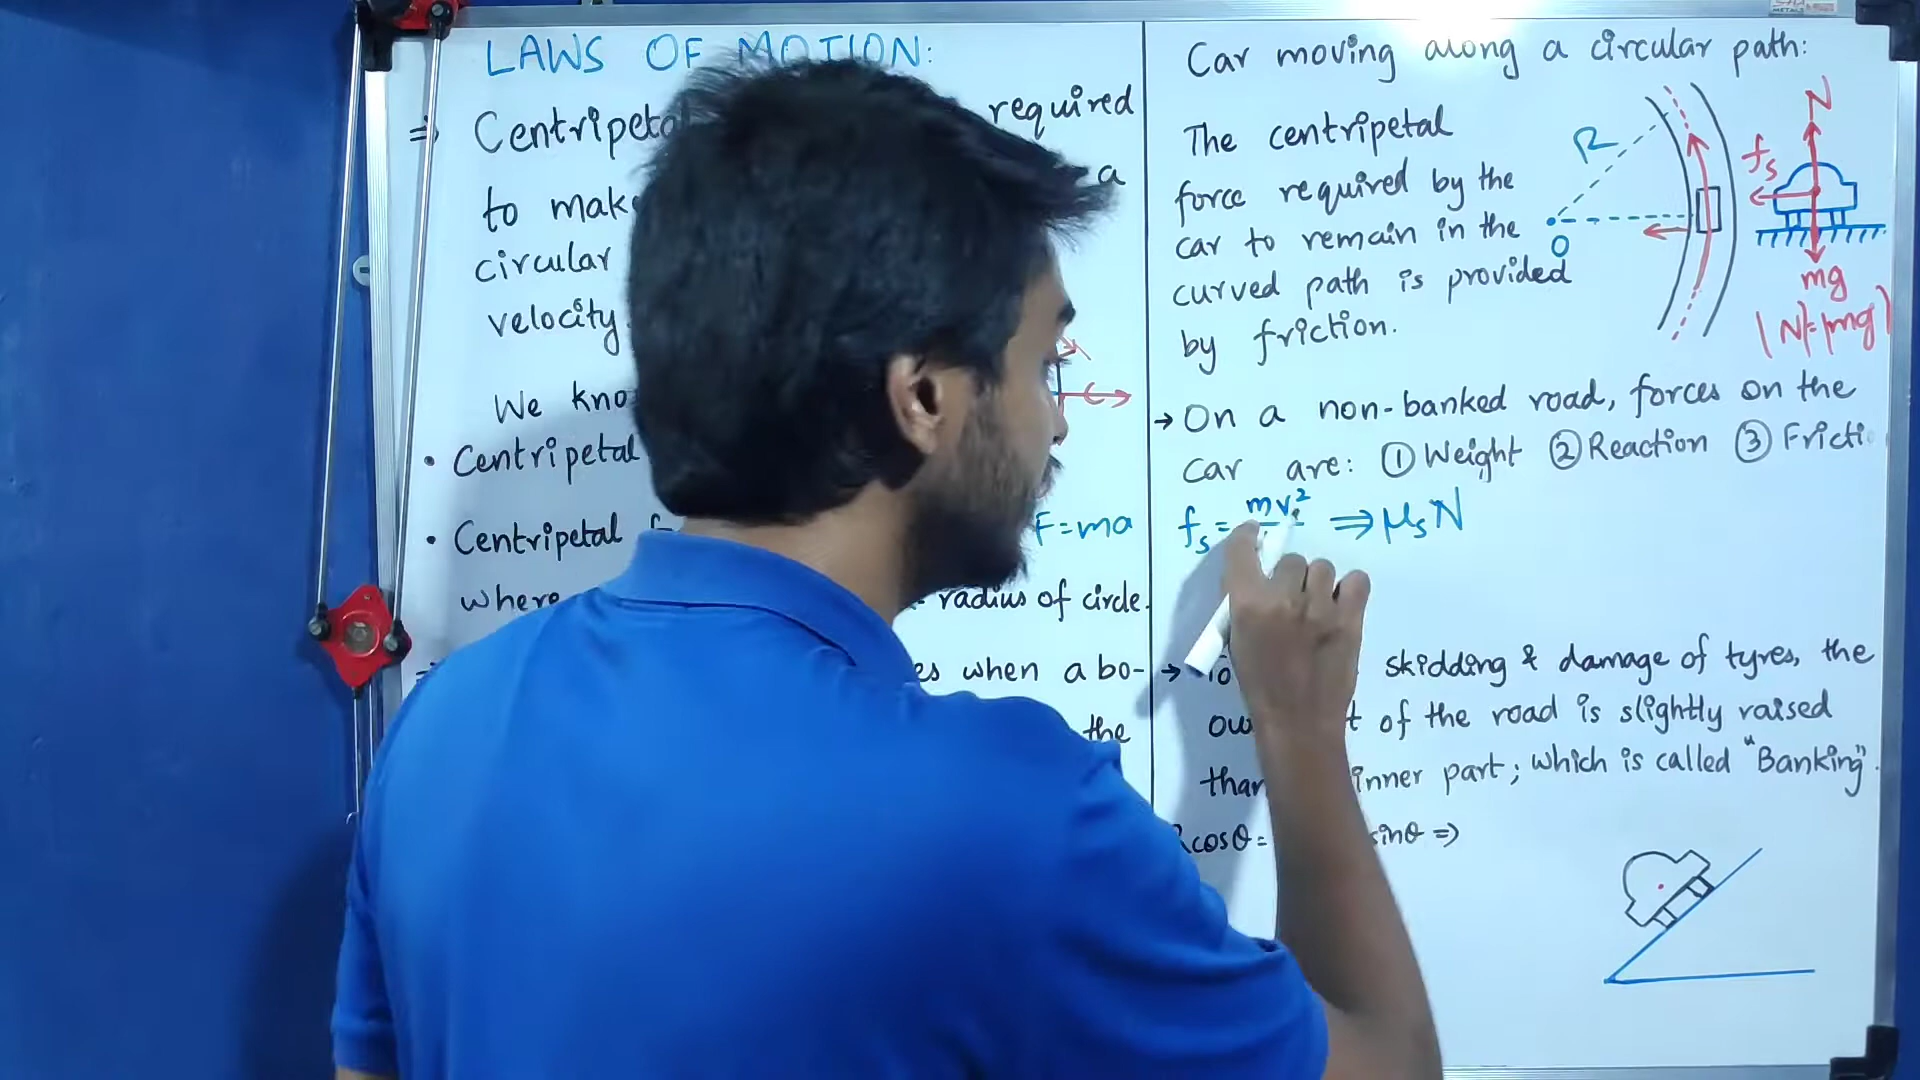 LAWS OF MOTION:
⇒ Centripeta required
to make a
circular
velocity.
We kno
• Centripetal
• Centripetal f F=ma
where radius of circle.
es when a bo-
the
Car moving along a circular path:
The centripetal
force required by the
car to remain in the
curved path is provided
by friction.
R
O
N
fs
mg
|N|=|mg|
→ On a non-banked road, forces on the
car are: ① Weight ② Reaction ③ Fricti
fs = mv² ⇒ μsN
→ To skidding & damage of tyres, the
of the road is slightly raised
than inner part; which is called "Banking".
Rcosθ= sinθ ⇒